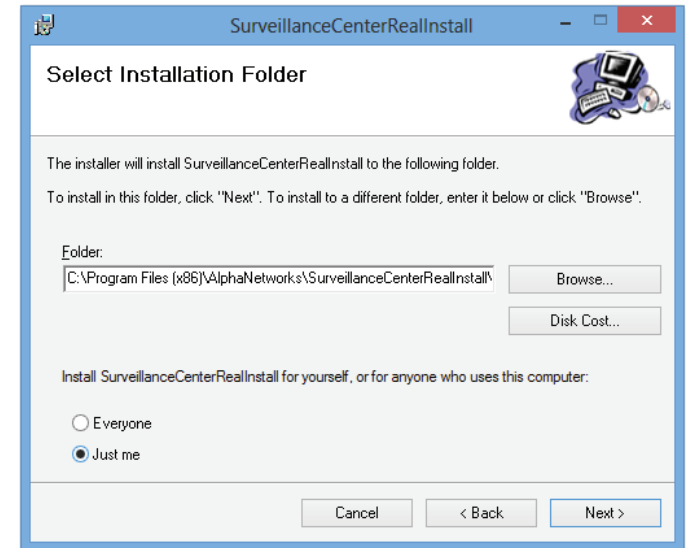 SurveillanceCenterRealInstall
Select Installation Folder
The installer will install SurveillanceCenterRealInstall to the following folder.
To install in this folder, click "Next". To install to a different folder, enter it below or click "Browse".
Folder:
C:\Program Files (x86)\AlphaNetworks\SurveillanceCenterRealInstall\
Browse...
Disk Cost...
Install SurveillanceCenterRealInstall for yourself, or for anyone who uses this computer:
Everyone
Just me
Cancel
< Back
Next >